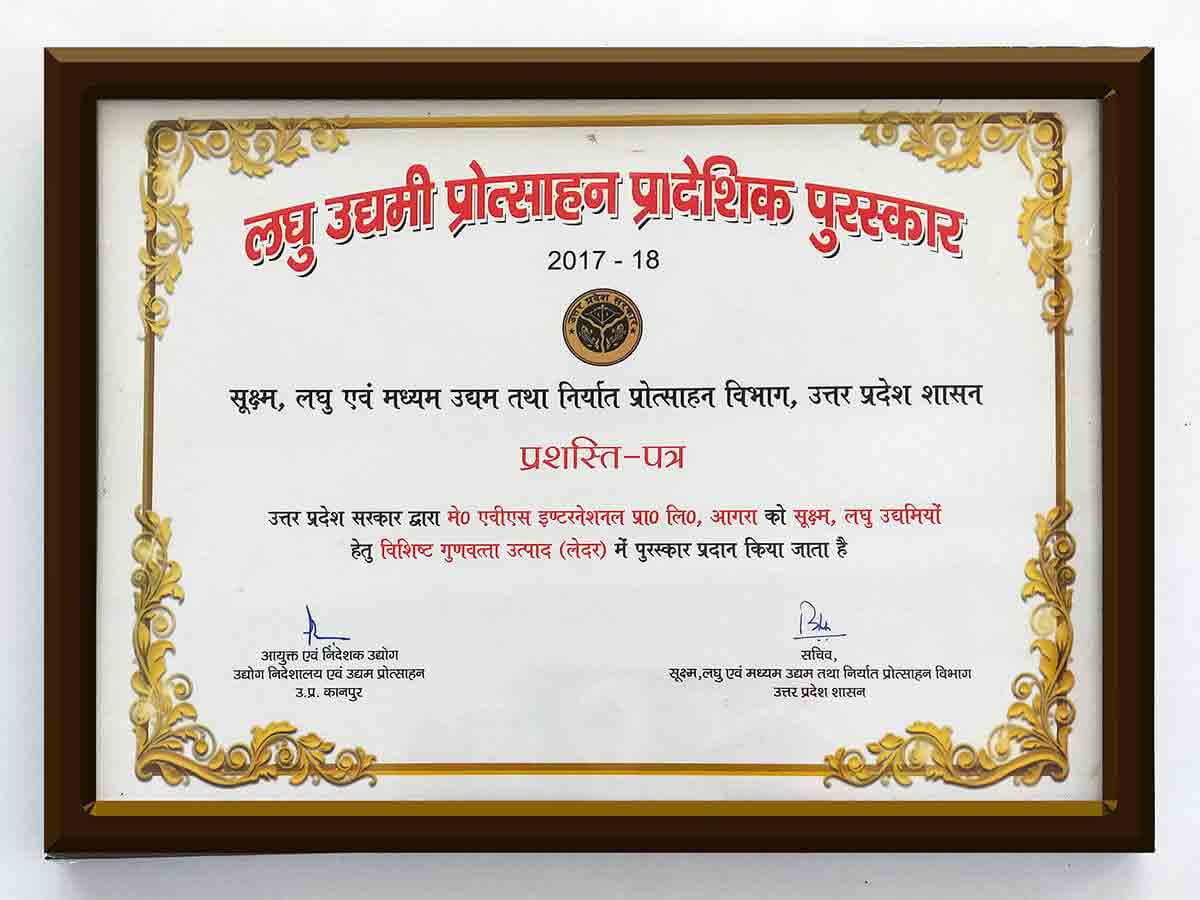 लघु उद्यमी प्रोत्साहन प्रादेशिक पुरस्कार
2017 - 18
उत्तर प्रदेश सरकार
सूक्ष्म, लघु एवं मध्यम उद्यम तथा निर्यात प्रोत्साहन विभाग, उत्तर प्रदेश शासन
प्रशस्ति-पत्र
उत्तर प्रदेश सरकार द्वारा मे0 एवीएस इण्टरनेशनल प्रा0 लि0, आगरा को सूक्ष्म, लघु उद्यमियों
हेतु विशिष्ट गुणवत्ता उत्पाद (लेदर) में पुरस्कार प्रदान किया जाता है
आयुक्त एवं निदेशक उद्योग
उद्योग निदेशालय एवं उद्यम प्रोत्साहन
उ.प्र. कानपुर
सचिव,
सूक्ष्म,लघु एवं मध्यम उद्यम तथा निर्यात प्रोत्साहन विभाग
उत्तर प्रदेश शासन